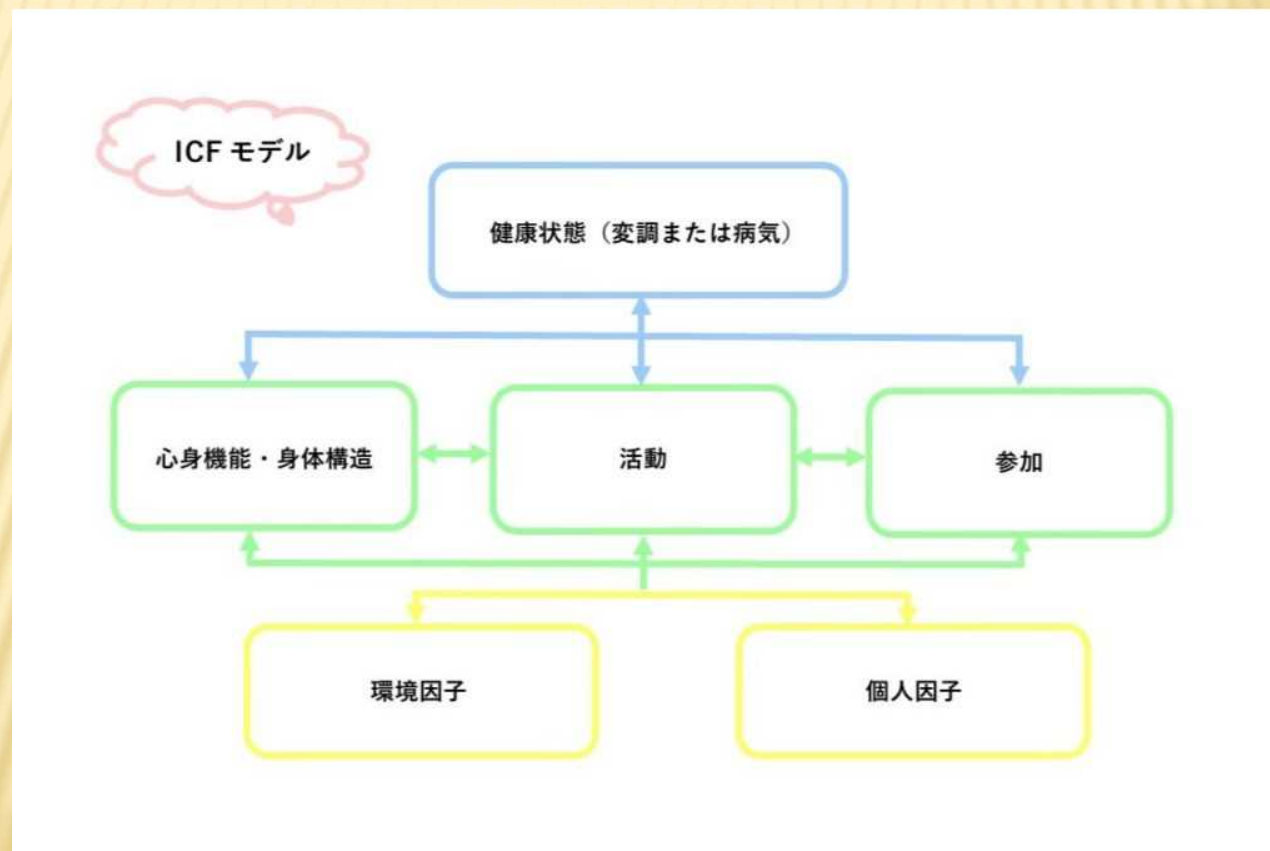 ICF モデル
健康状態（変調または病気）
心身機能・身体構造
活動
参加
環境因子
個人因子